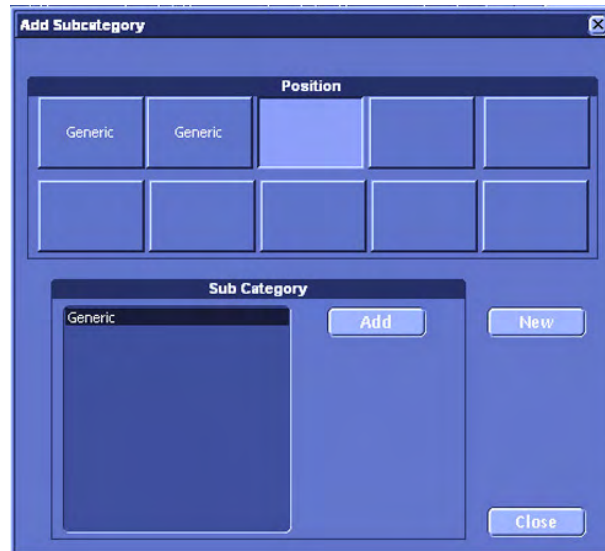 Add Subcategory
Position
Generic Generic
Sub Category
Generic
Add
New
Close